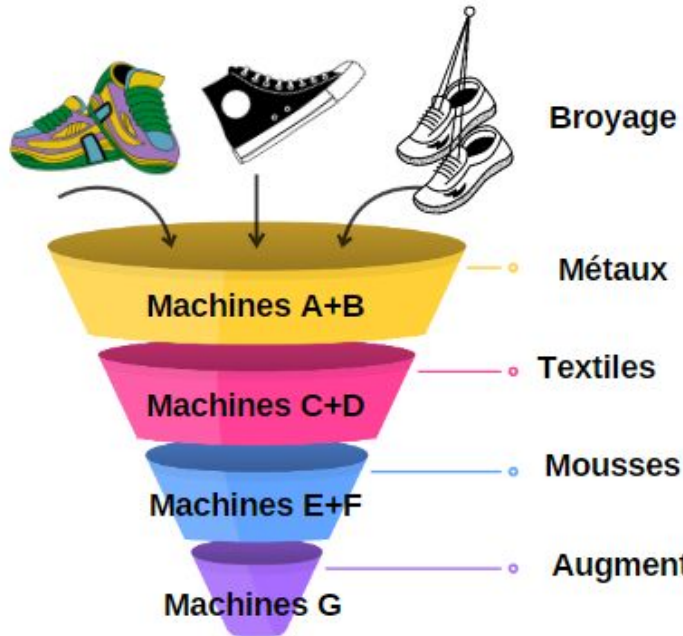 Broyage
Métaux
Machines A+B
Textiles
Machines C+D
Mousses
Machines E+F
Augment
Machines G